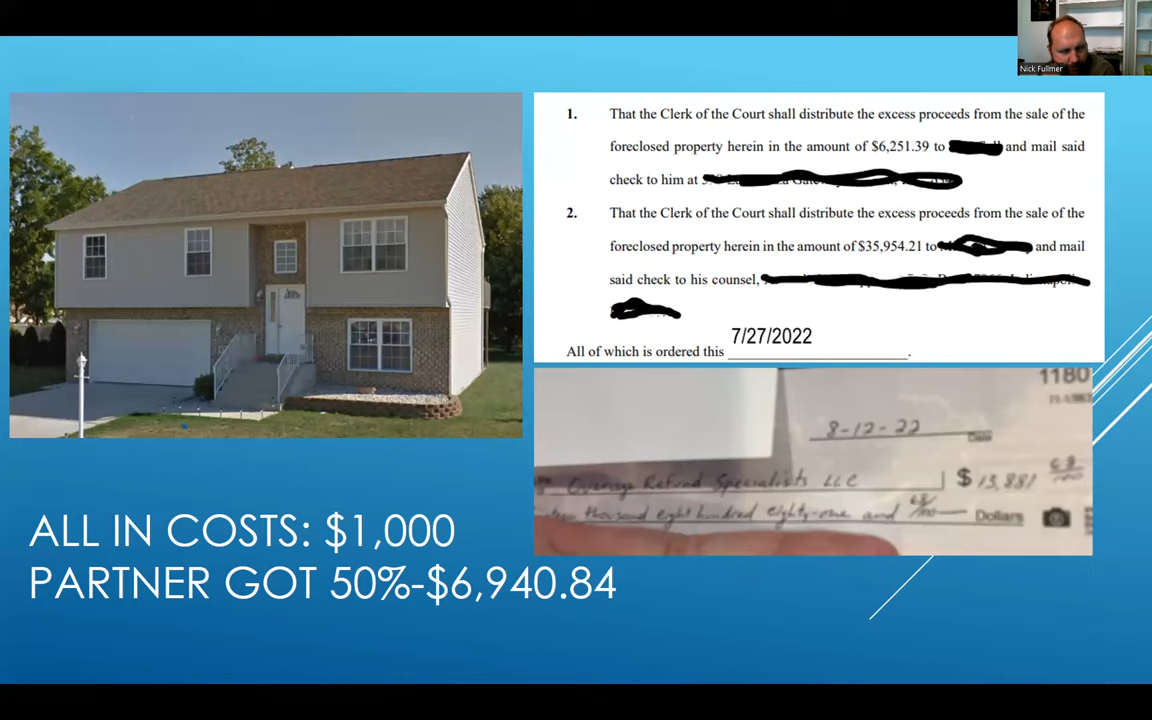 Nick Fullmer
1. That the Clerk of the Court shall distribute the excess proceeds from the sale of the
foreclosed property herein in the amount of $6,251.39 to and mail said
check to him at
2. That the Clerk of the Court shall distribute the excess proceeds from the sale of the
foreclosed property herein in the amount of $35,954.21 to and mail
said check to his counsel,
7/27/2022
All of which is ordered this .
1180
8-12-22
Date
Overage Refund Specialists LLC $ 13,881 68/100
thousand eight hundred eighty-one and 68/100 Dollars
ALL IN COSTS: $1,000
PARTNER GOT 50%-$6,940.84